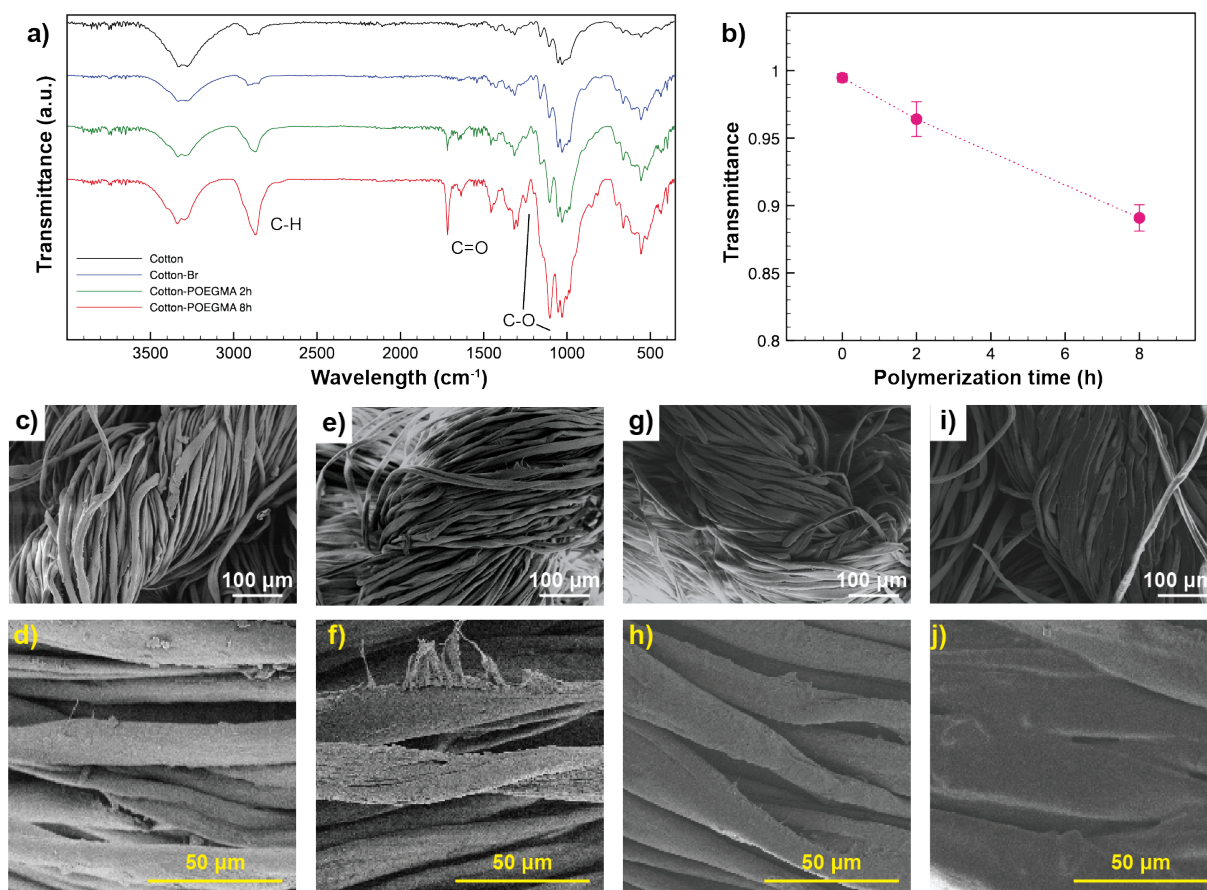 a)
Transmittance (a.u.)
C-H
C=O
C-O
Cotton
Cotton-Br
Cotton-POEGMA 2h
Cotton-POEGMA 8h
3500 3000 2500 2000 1500 1000 500
Wavelength (cm⁻¹)
b)
Transmittance
1
0.95
0.9
0.85
0.8
0 2 4 6 8
Polymerization time (h)
c)
100 µm
e)
100 µm
g)
100 µm
i)
100 µm
d)
50 µm
f)
50 µm
h)
50 µm
j)
50 µm